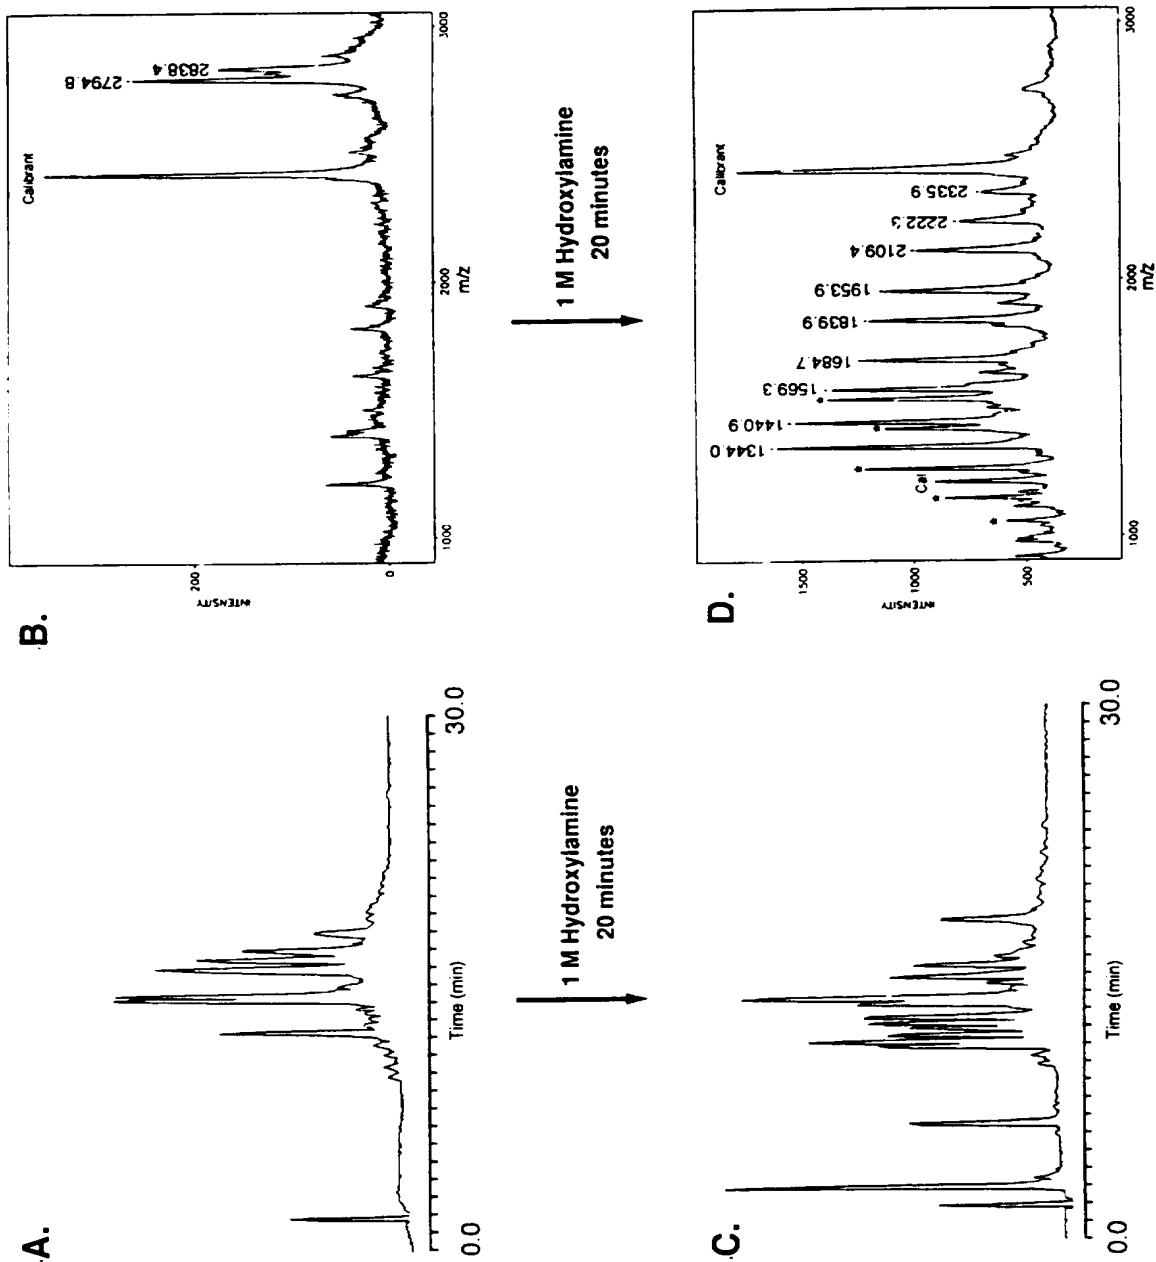 A.
0.0
30.0
Time (min)
1 M Hydroxylamine
20 minutes
C.
0.0
30.0
Time (min)
B.
INTENSITY
200
0
Calibrant
2794.8
2838.4
1000
2000
3000
m/z
1 M Hydroxylamine
20 minutes
D.
INTENSITY
1500
1000
500
*
*
Cal
*
1344.0
*
1440.9
*
1569.3
1684.7
1839.9
1953.9
2109.4
2222.3
2335.9
Calibrant
1000
2000
3000
m/z